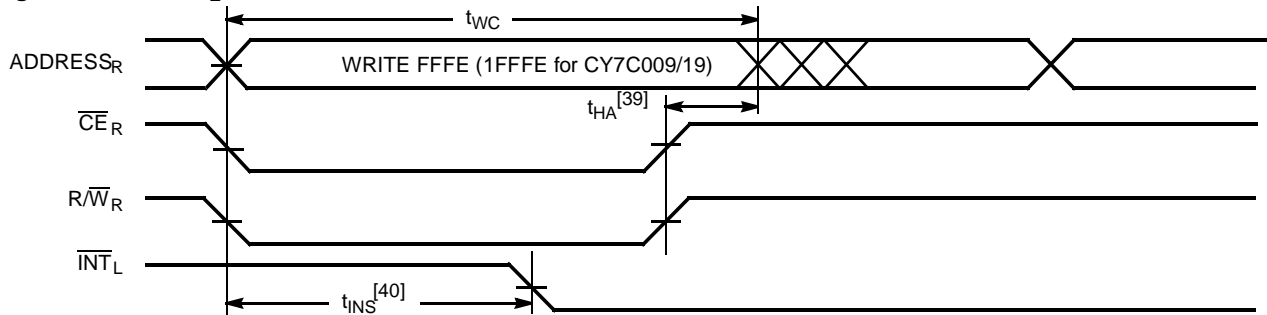 tWC
ADDRESSR
WRITE FFFE (1FFFE for CY7C009/19)
tHA[39]
CER
R/WR
INTL
tINS[40]